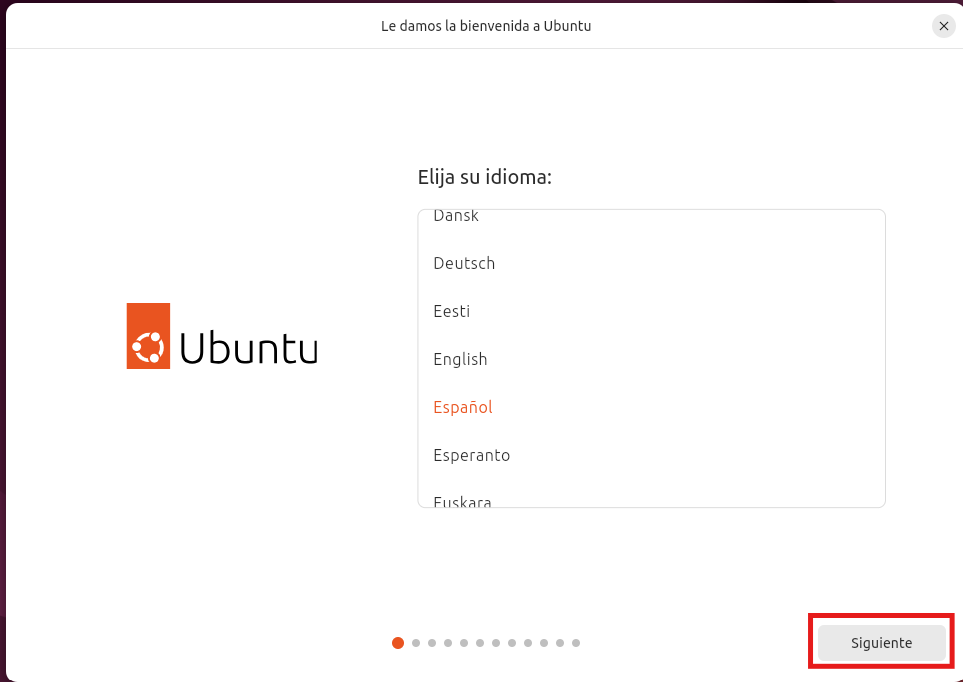 Le damos la bienvenida a Ubuntu
Elija su idioma:
Dansk
Deutsch
Eesti
English
Español
Esperanto
Euskara
Ubuntu
Siguiente